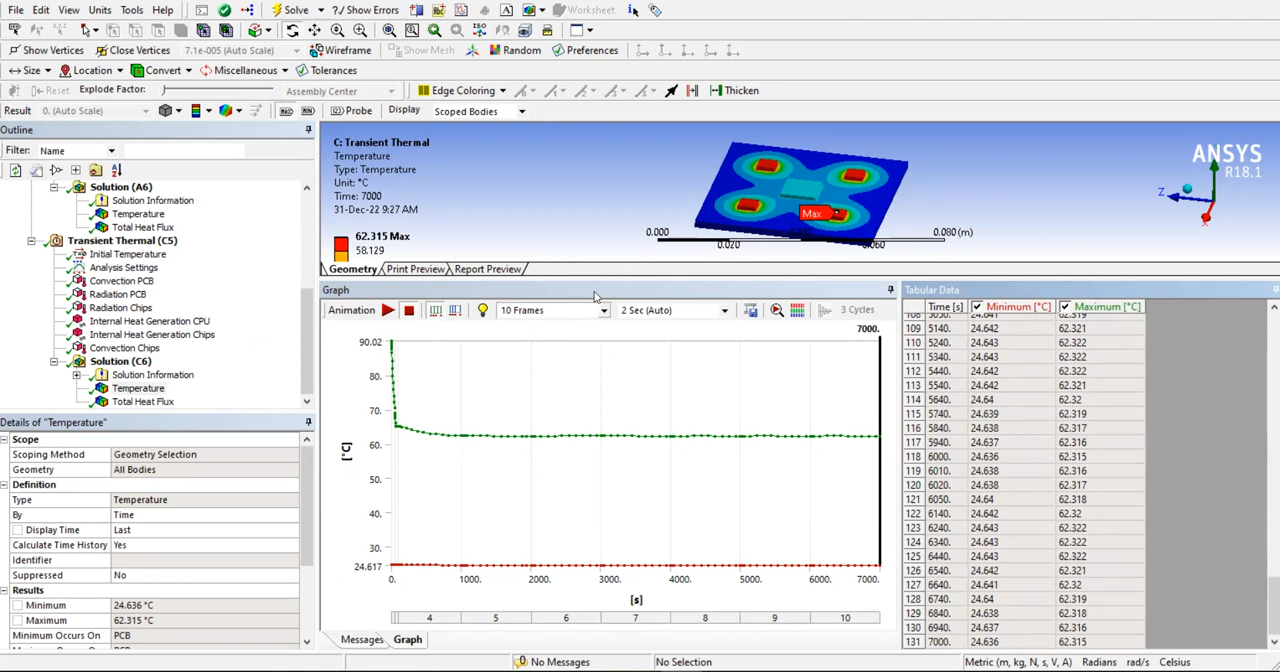 File Edit View Units Tools Help Solve ?/ Show Errors Worksheet
Show Vertices Close Vertices 7.1e-005 (Auto Scale) Wireframe Show Mesh Random Preferences
Size Location Convert Miscellaneous Tolerances
Reset Explode Factor: Assembly Center Edge Coloring Thicken
Result 0. (Auto Scale) Probe Display Scoped Bodies
Outline
Filter: Name
Solution (A6)
Solution Information
Temperature
Total Heat Flux
Transient Thermal (C5)
Initial Temperature
Analysis Settings
Convection PCB
Radiation PCB
Radiation Chips
Internal Heat Generation CPU
Internal Heat Generation Chips
Convection Chips
Solution (C6)
Solution Information
Temperature
Total Heat Flux
Details of "Temperature"
Scope
Scoping Method Geometry Selection
Geometry All Bodies
Definition
Type Temperature
By Time
Display Time Last
Calculate Time History Yes
Identifier
Suppressed No
Results
Minimum 24.636 °C
Maximum 62.315 °C
Minimum Occurs On PCB
C: Transient Thermal
Temperature
Type: Temperature
Unit: °C
Time: 7000
31-Dec-22 9:27 AM
62.315 Max
58.129
Max
0.000 0.080 (m)
0.020 0.060
ANSYS
R18.1
Z
X
Geometry Print Preview Report Preview
Graph
Animation 10 Frames 2 Sec (Auto) 3 Cycles
7000.
90.02
80.
70.
60.
50.
40.
30.
24.617
[°C]
0. 1000. 2000. 3000. 4000. 5000. 6000. 7000.
[s]
4 5 6 7 8 9 10
Messages Graph
Tabular Data
Time [s] Minimum [°C] Maximum [°C]
109 5140. 24.642 62.321
110 5240. 24.643 62.322
111 5340. 24.643 62.322
112 5440. 24.642 62.321
113 5540. 24.642 62.321
114 5640. 24.64 62.32
115 5740. 24.639 62.319
116 5840. 24.638 62.317
117 5940. 24.637 62.316
118 6000. 24.636 62.315
119 6010. 24.638 62.316
120 6020. 24.638 62.317
121 6050. 24.64 62.318
122 6140. 24.643 62.32
123 6240. 24.643 62.322
124 6340. 24.643 62.322
125 6440. 24.643 62.322
126 6540. 24.642 62.321
127 6640. 24.641 62.32
128 6740. 24.64 62.319
129 6840. 24.638 62.318
130 6940. 24.637 62.316
131 7000. 24.636 62.315
No Messages No Selection Metric (m, kg, N, s, V, A) Radians rad/s Celsius